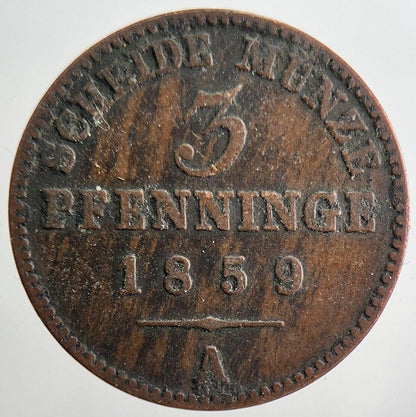 SCHEIDE MÜNZE
3
PFENNINGE
1859
A